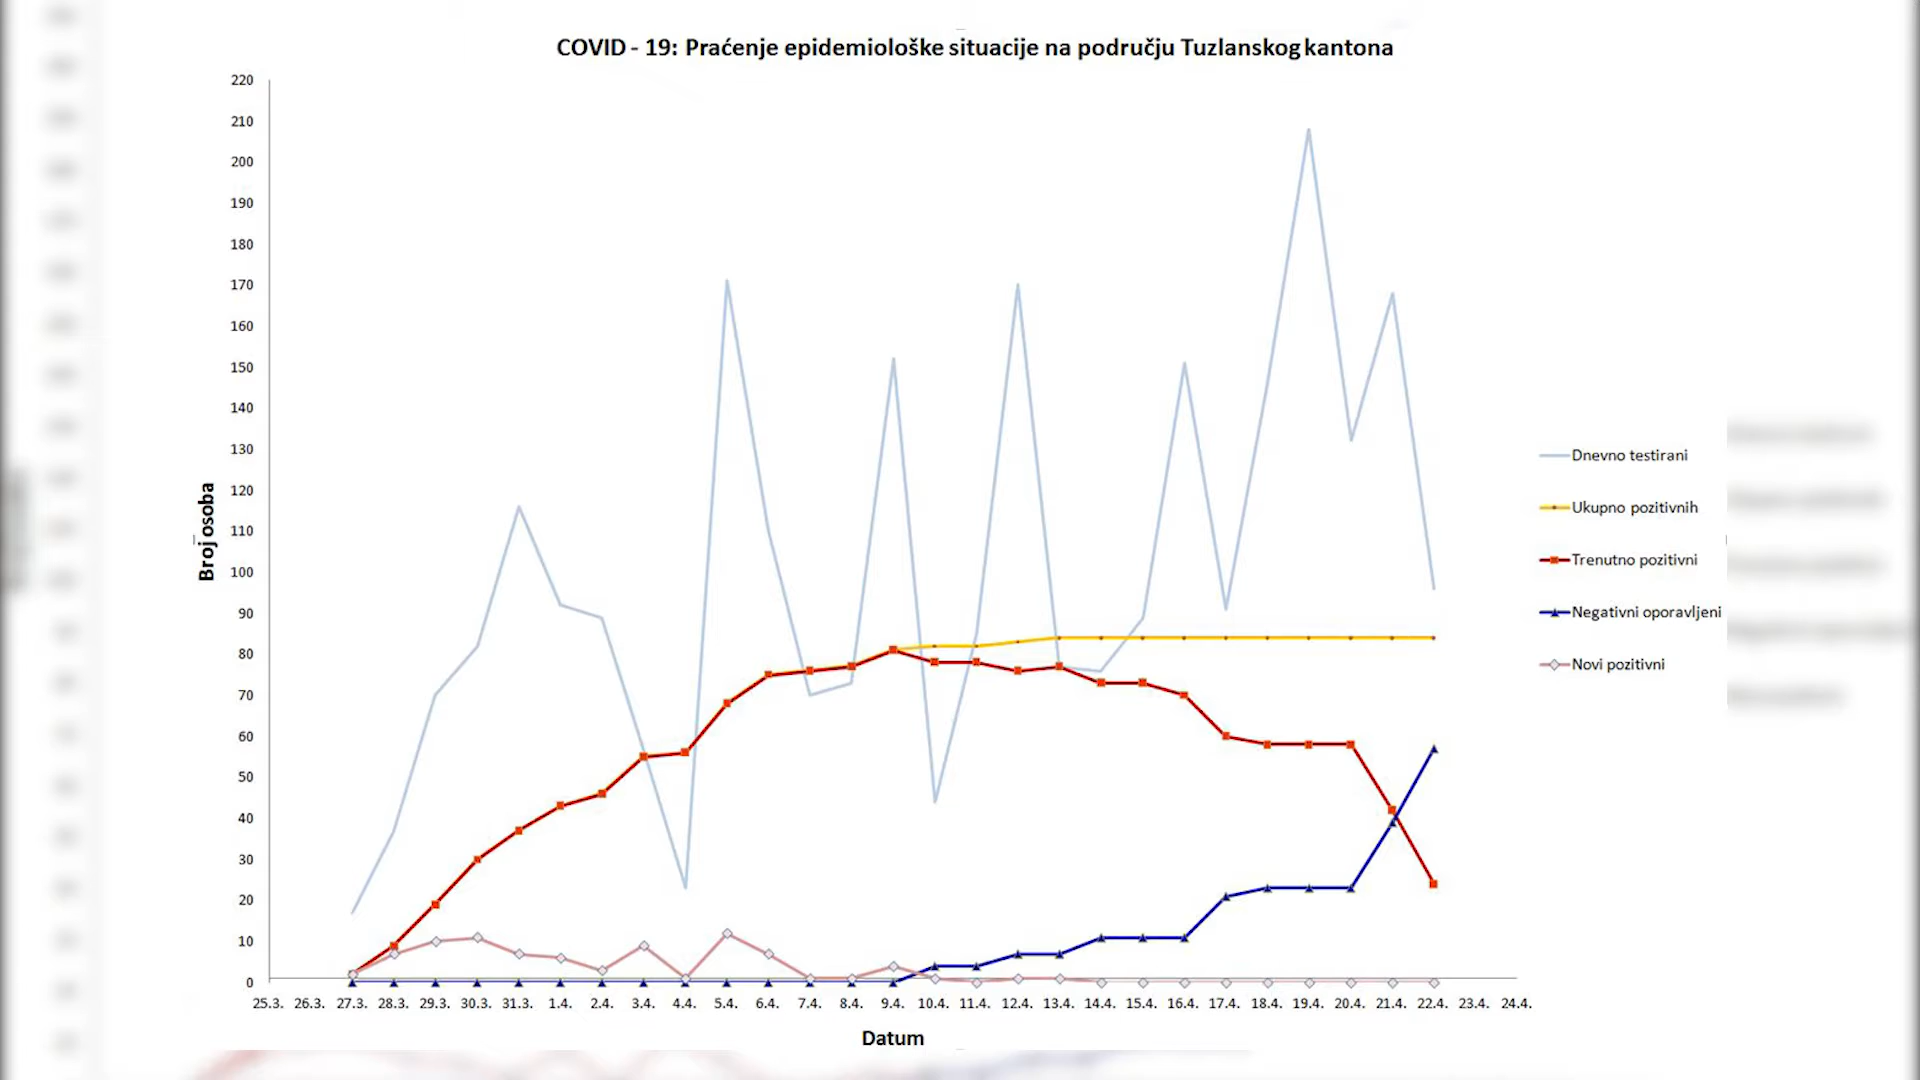 COVID - 19: Praćenje epidemiološke situacije na području Tuzlanskog kantona
220
210
200
190
180
170
160
150
140
130
120
110
100
90
80
70
60
50
40
30
20
10
0
Broj osoba
25.3. 26.3. 27.3. 28.3. 29.3. 30.3. 31.3. 1.4. 2.4. 3.4. 4.4. 5.4. 6.4. 7.4. 8.4. 9.4. 10.4. 11.4. 12.4. 13.4. 14.4. 15.4. 16.4. 17.4. 18.4. 19.4. 20.4. 21.4. 22.4. 23.4. 24.4.
Datum
Dnevno testirani
Ukupno pozitivnih
Trenutno pozitivni
Negativni oporavljeni
Novi pozitivni